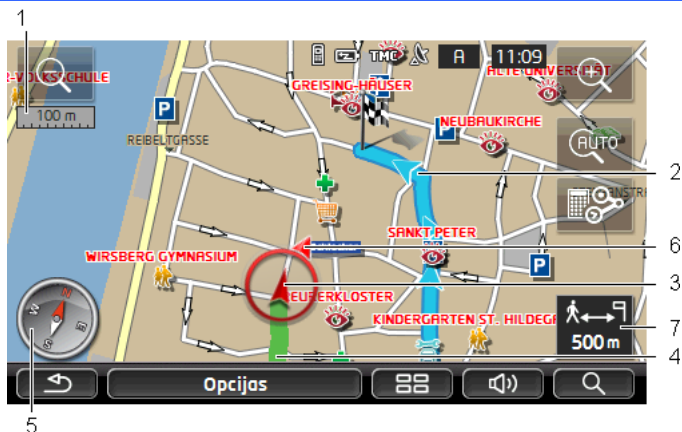 1
TMC A 11:09
R-VOLKSSCHULE
GREISING-HÄUSER
ALTE UNIVERSITÄT
100 m
P
P
P
NEUBAUKIRCHE
REIBELTGASSE
AUTO
2
SANKT PETER
6
WIRSBERG GYMNASIUM
P
3
EUERERKLOSTER
KINDERGARTEN ST. HILDEG
7
N
W
E
S
500 m
4
Opcijas
5